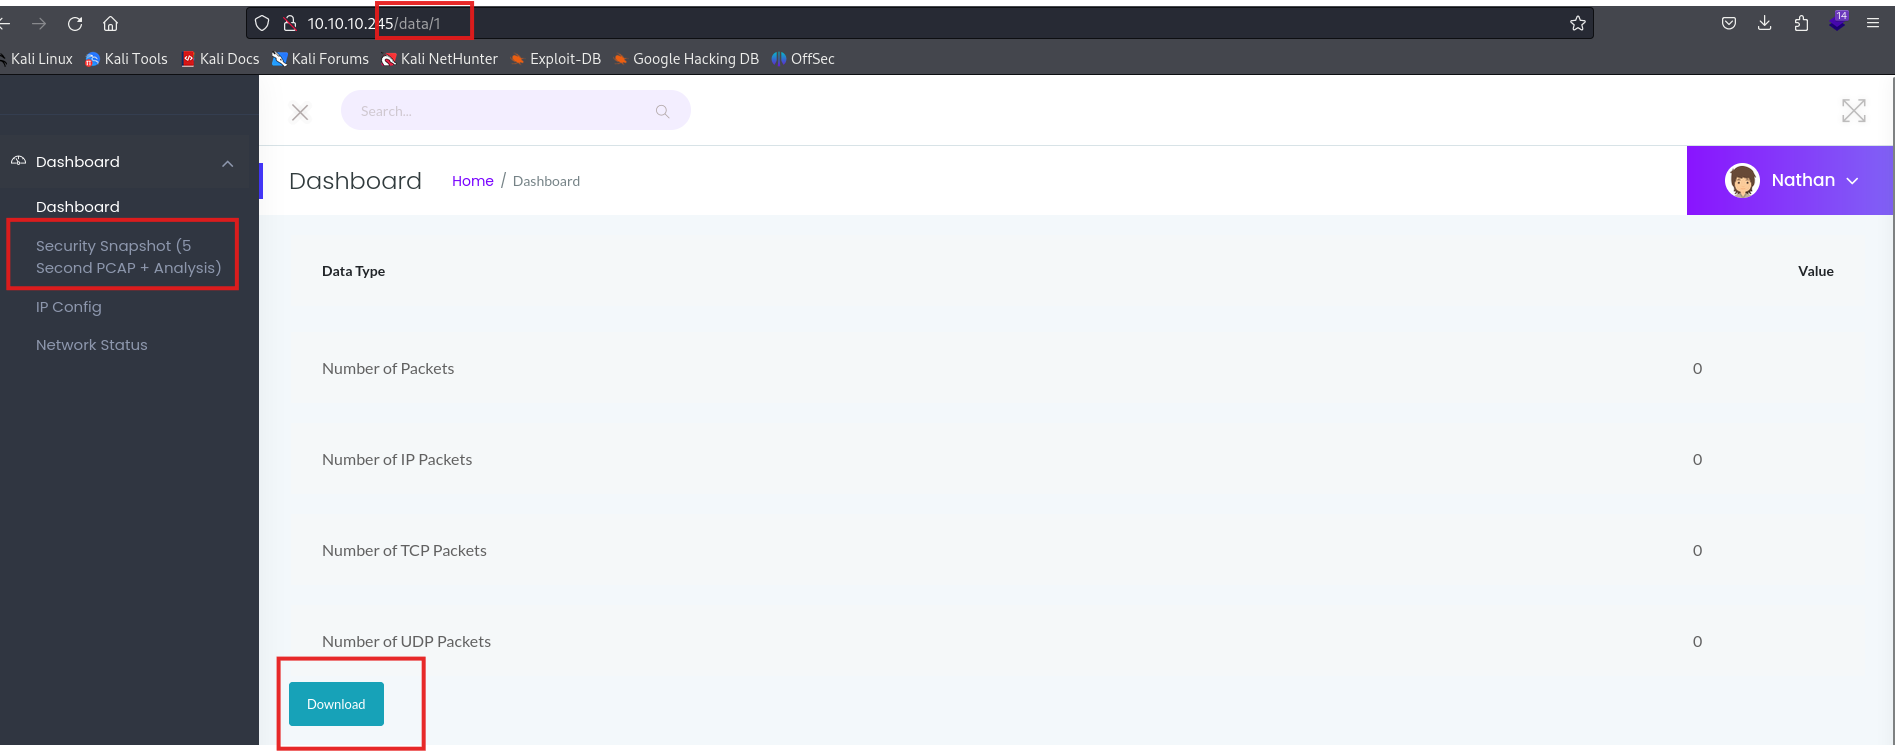 10.10.10.245/data/1
14
Kali Linux Kali Tools Kali Docs Kali Forums Kali NetHunter Exploit-DB Google Hacking DB OffSec
Search...
Dashboard
Dashboard
Security Snapshot (5
Second PCAP + Analysis)
IP Config
Network Status
Dashboard Home / Dashboard
Nathan
Data Type Value
Number of Packets 0
Number of IP Packets 0
Number of TCP Packets 0
Number of UDP Packets 0
Download